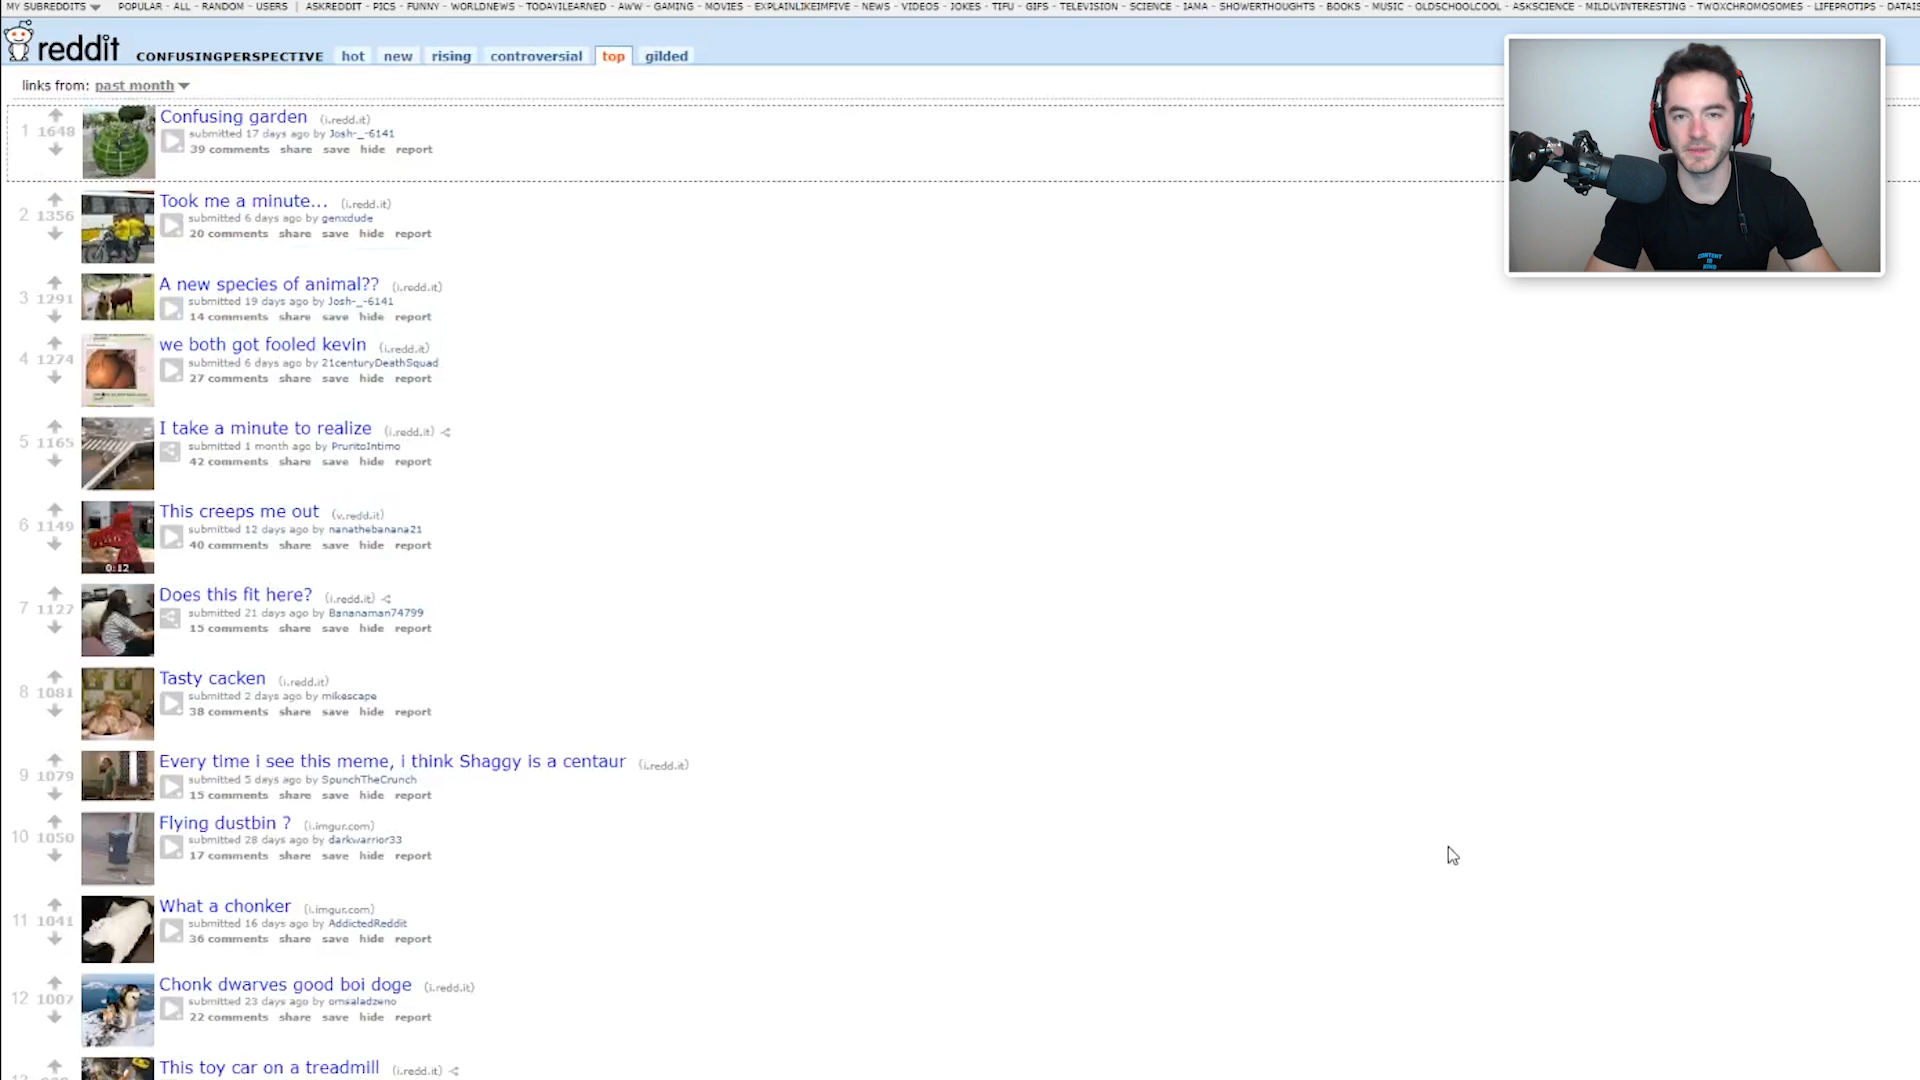 MY SUBREDDITS POPULAR - ALL - RANDOM - USERS | ASKREDDIT - PICS - FUNNY - WORLDNEWS - TODAYILEARNED - AWW - GAMING - MOVIES - EXPLAINLIKEIMFIVE - NEWS - VIDEOS - JOKES - TIFU - GIFS - TELEVISION - SCIENCE - IAMA - SHOWERTHOUGHTS - BOOKS - MUSIC - OLDSCHOOLCOOL - ASKSCIENCE - MILDLYINTERESTING - TWOXCHROMOSOMES - LIFEPROTIPS - DATAIS
reddit CONFUSINGPERSPECTIVE hot new rising controversial top gilded
links from: past month
1 1648 Confusing garden (i.redd.it)
submitted 17 days ago by Josh-_-6141
39 comments share save hide report
2 1356 Took me a minute... (i.redd.it)
submitted 6 days ago by genxdude
20 comments share save hide report
3 1291 A new species of animal?? (i.redd.it)
submitted 19 days ago by Josh-_-6141
14 comments share save hide report
4 1274 we both got fooled kevin (i.redd.it)
submitted 6 days ago by 21centuryDeathSquad
27 comments share save hide report
5 1165 I take a minute to realize (i.redd.it)
submitted 1 month ago by PruritoIntimo
42 comments share save hide report
6 1149 This creeps me out (v.redd.it)
submitted 12 days ago by nanathebanana21
40 comments share save hide report
0:12
7 1127 Does this fit here? (i.redd.it)
submitted 21 days ago by Bananaman74799
15 comments share save hide report
8 1081 Tasty cacken (i.redd.it)
submitted 2 days ago by mikescape
38 comments share save hide report
9 1079 Every time i see this meme, i think Shaggy is a centaur (i.redd.it)
submitted 5 days ago by SpunchTheCrunch
15 comments share save hide report
10 1050 Flying dustbin ? (i.imgur.com)
submitted 28 days ago by darkwarrior33
17 comments share save hide report
11 1041 What a chonker (i.imgur.com)
submitted 16 days ago by AddictedReddit
36 comments share save hide report
12 1007 Chonk dwarves good boi doge (i.redd.it)
submitted 23 days ago by omsaladzeno
22 comments share save hide report
This toy car on a treadmill (i.redd.it)
CONTENT
IS
KING